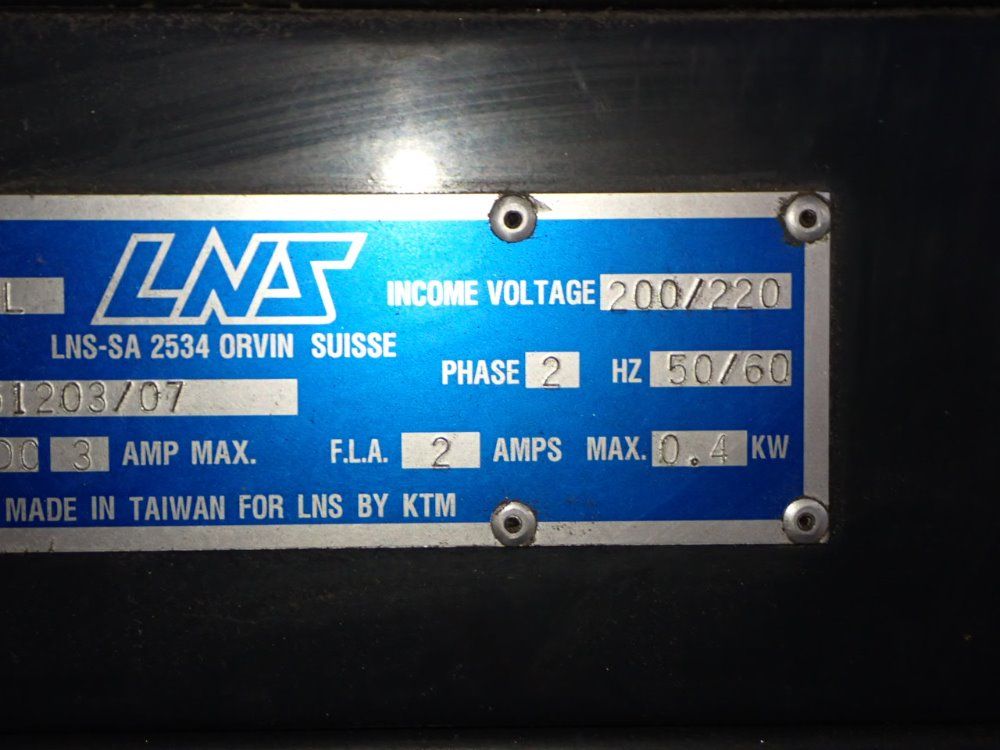 L LNS INCOME VOLTAGE 200/220
LNS-SA 2534 ORVIN SUISSE
PHASE 2 HZ 50/60
1203/07
DC 3 AMP MAX. F.L.A. 2 AMPS MAX. 0.4 KW
MADE IN TAIWAN FOR LNS BY KTM